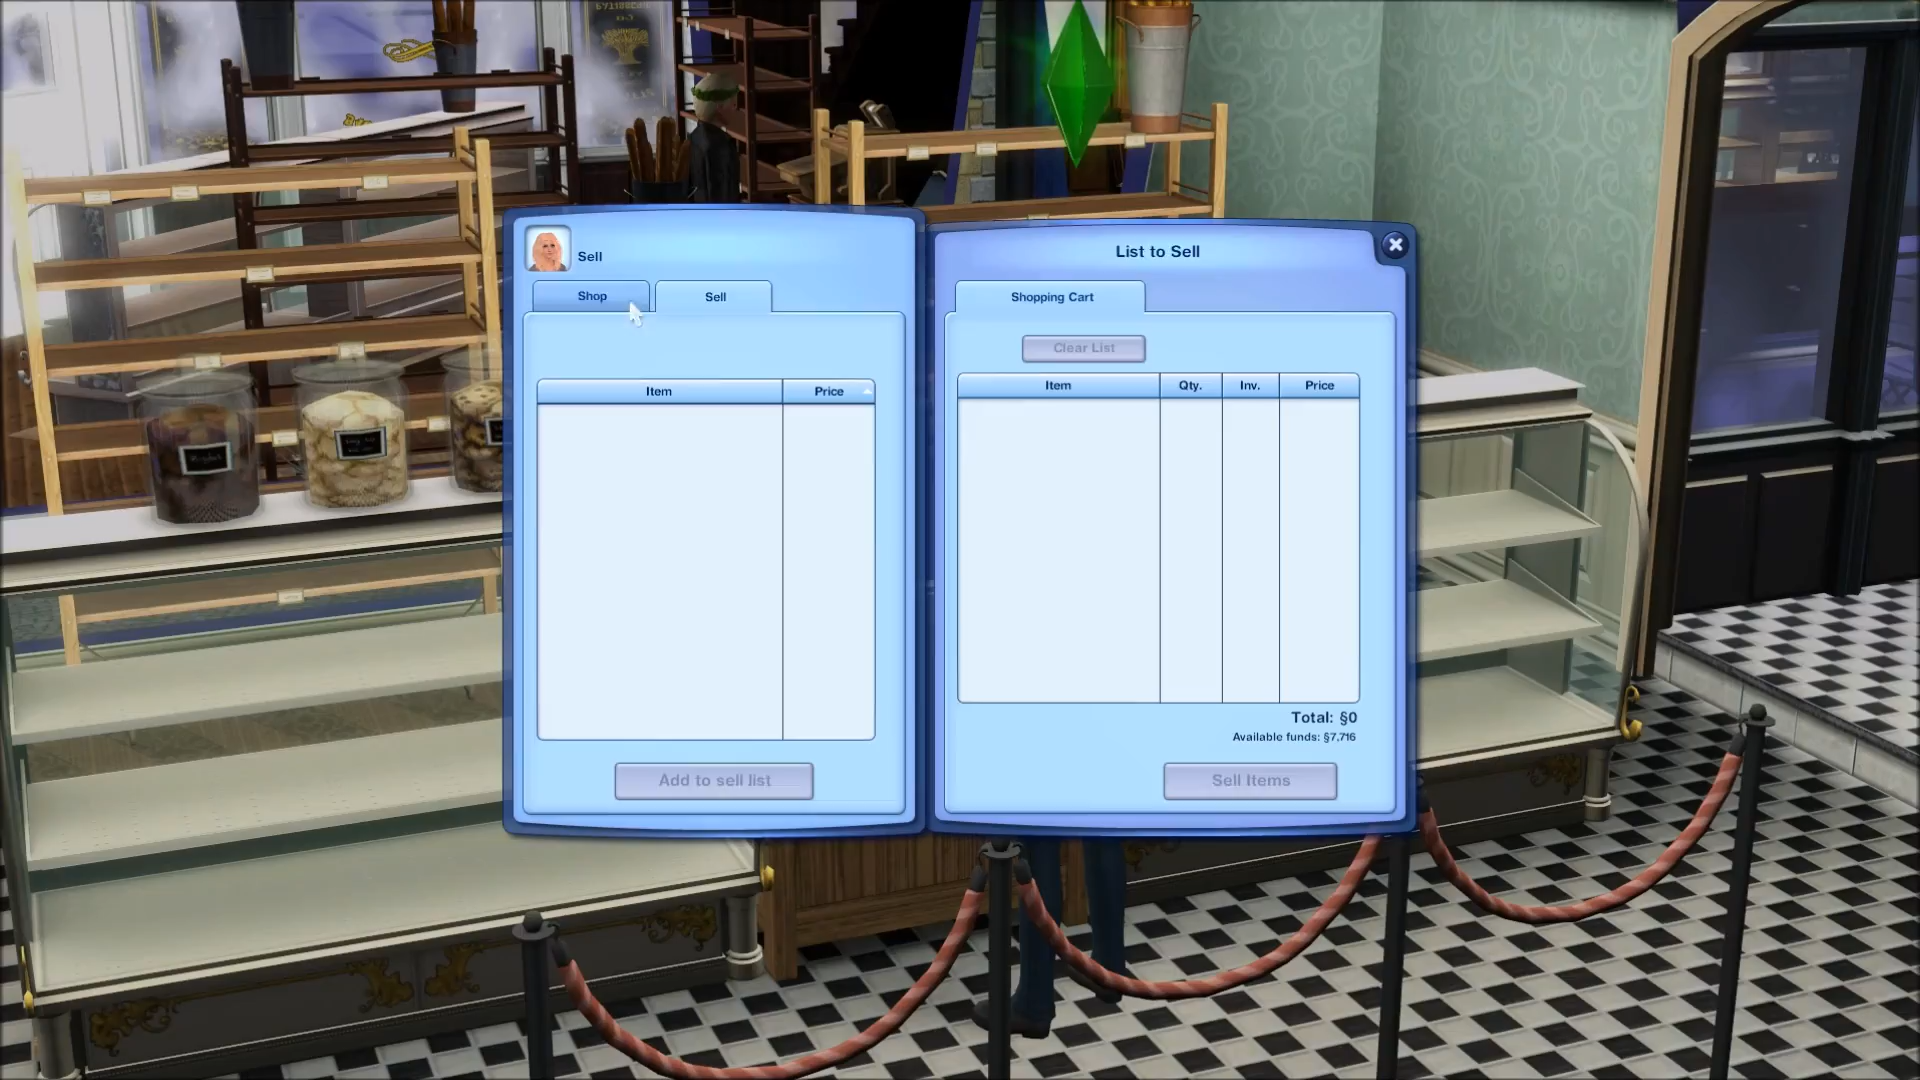 Sell
Shop
Sell
Item
Price
Add to sell list
List to Sell
Shopping Cart
Clear List
Item
Qty.
Inv.
Price
Total: §0
Available funds: §7,716
Sell Items